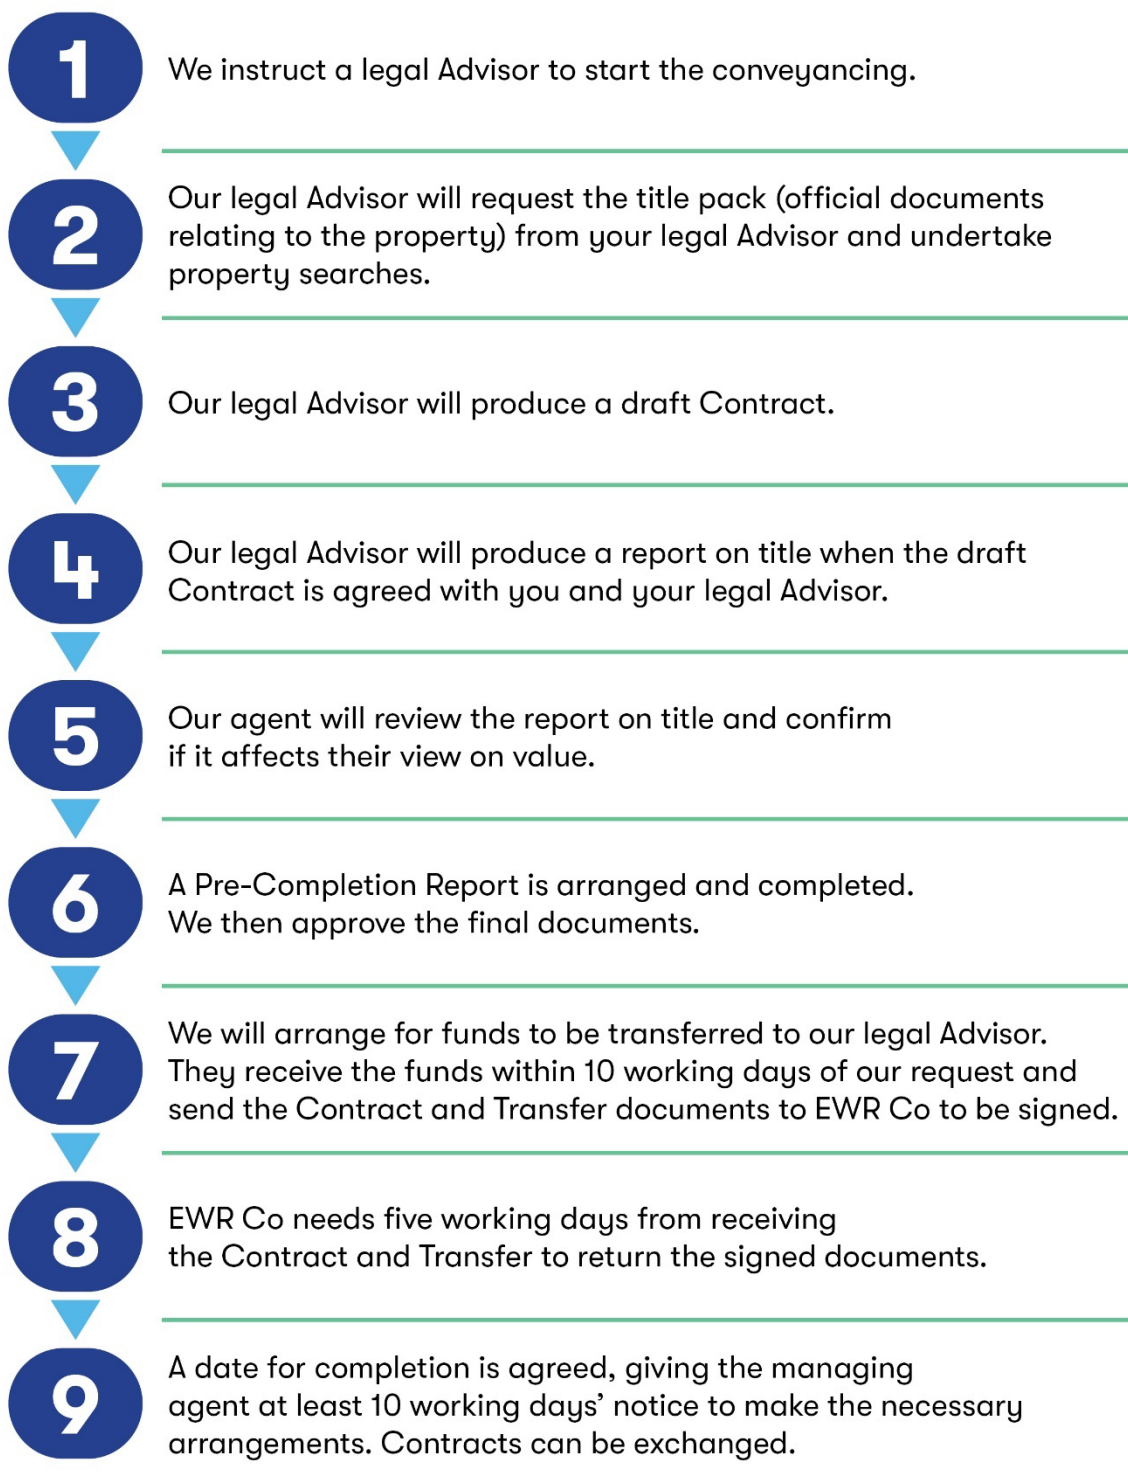 1
We instruct a legal Advisor to start the conveyancing.
2
Our legal Advisor will request the title pack (official documents
relating to the property) from your legal Advisor and undertake
property searches.
3
Our legal Advisor will produce a draft Contract.
4
Our legal Advisor will produce a report on title when the draft
Contract is agreed with you and your legal Advisor.
5
Our agent will review the report on title and confirm
if it affects their view on value.
6
A Pre-Completion Report is arranged and completed.
We then approve the final documents.
7
We will arrange for funds to be transferred to our legal Advisor.
They receive the funds within 10 working days of our request and
send the Contract and Transfer documents to EWR Co to be signed.
8
EWR Co needs five working days from receiving
the Contract and Transfer to return the signed documents.
9
A date for completion is agreed, giving the managing
agent at least 10 working days’ notice to make the necessary
arrangements. Contracts can be exchanged.